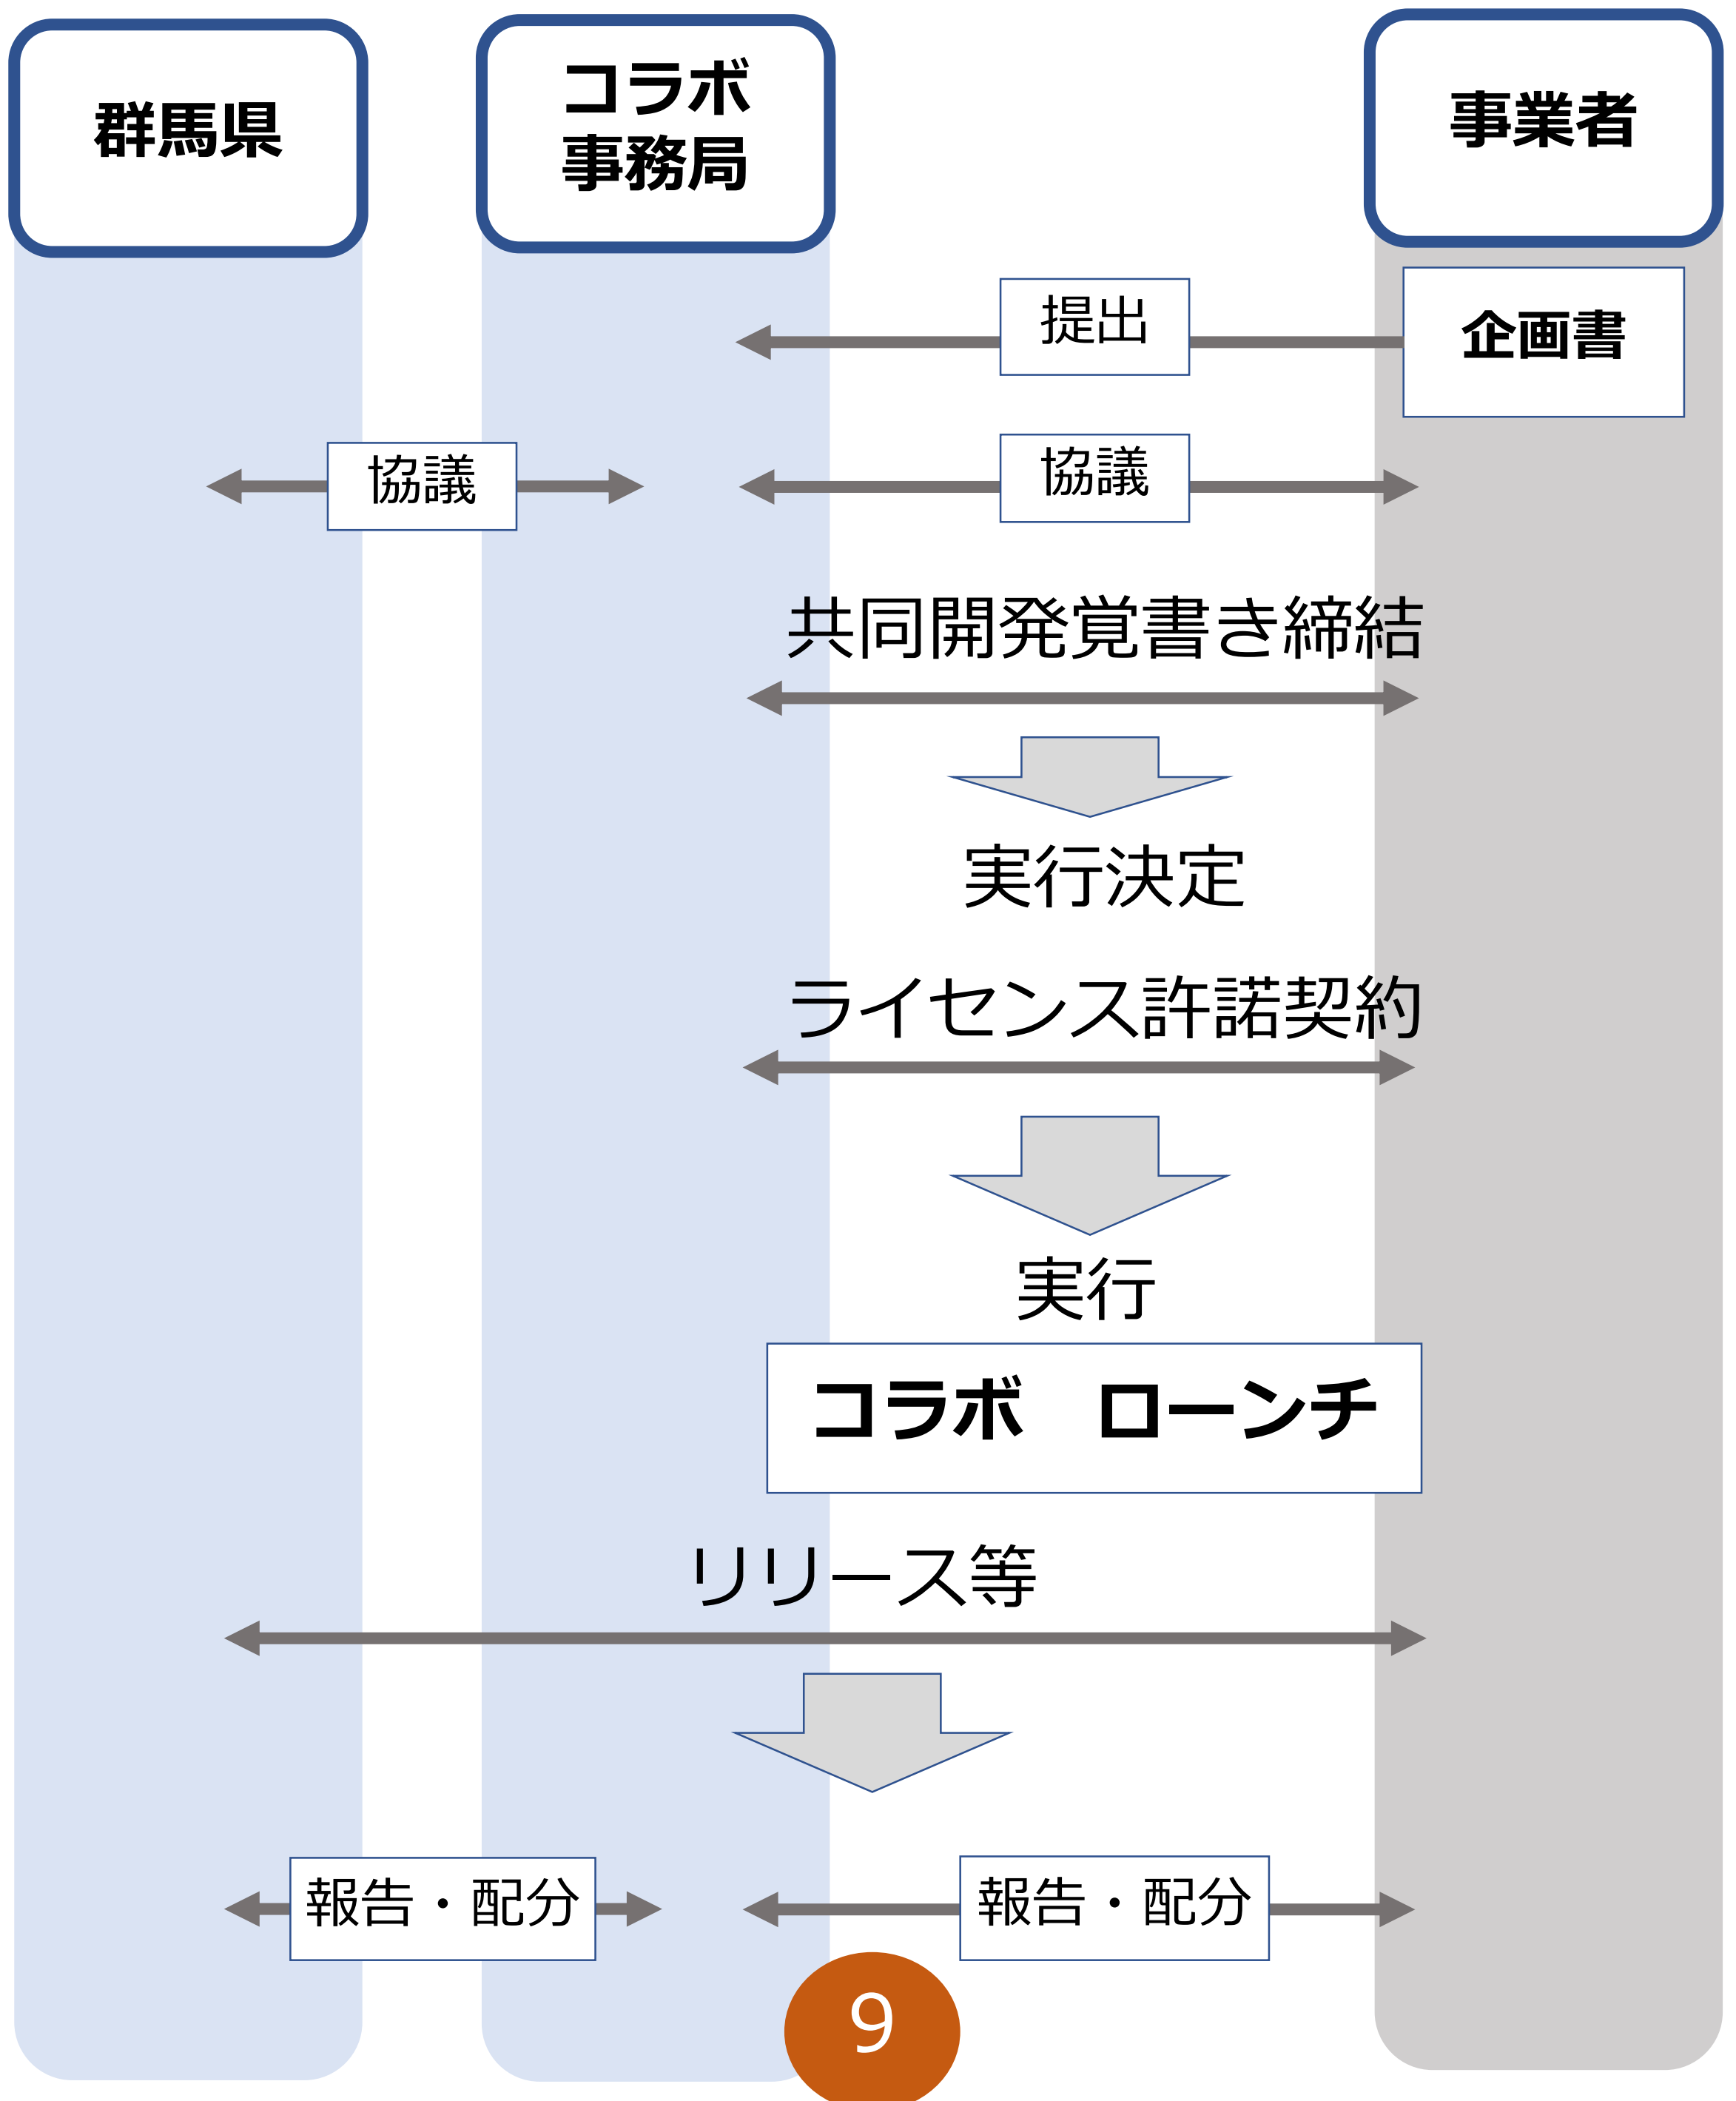 群馬県
コラボ
事務局
事業者
提出
企画書
協議
協議
共同開発覚書き締結
実行決定
ライセンス許諾契約
実行
コラボ　ローンチ
リリース等
報告・配分
報告・配分
9